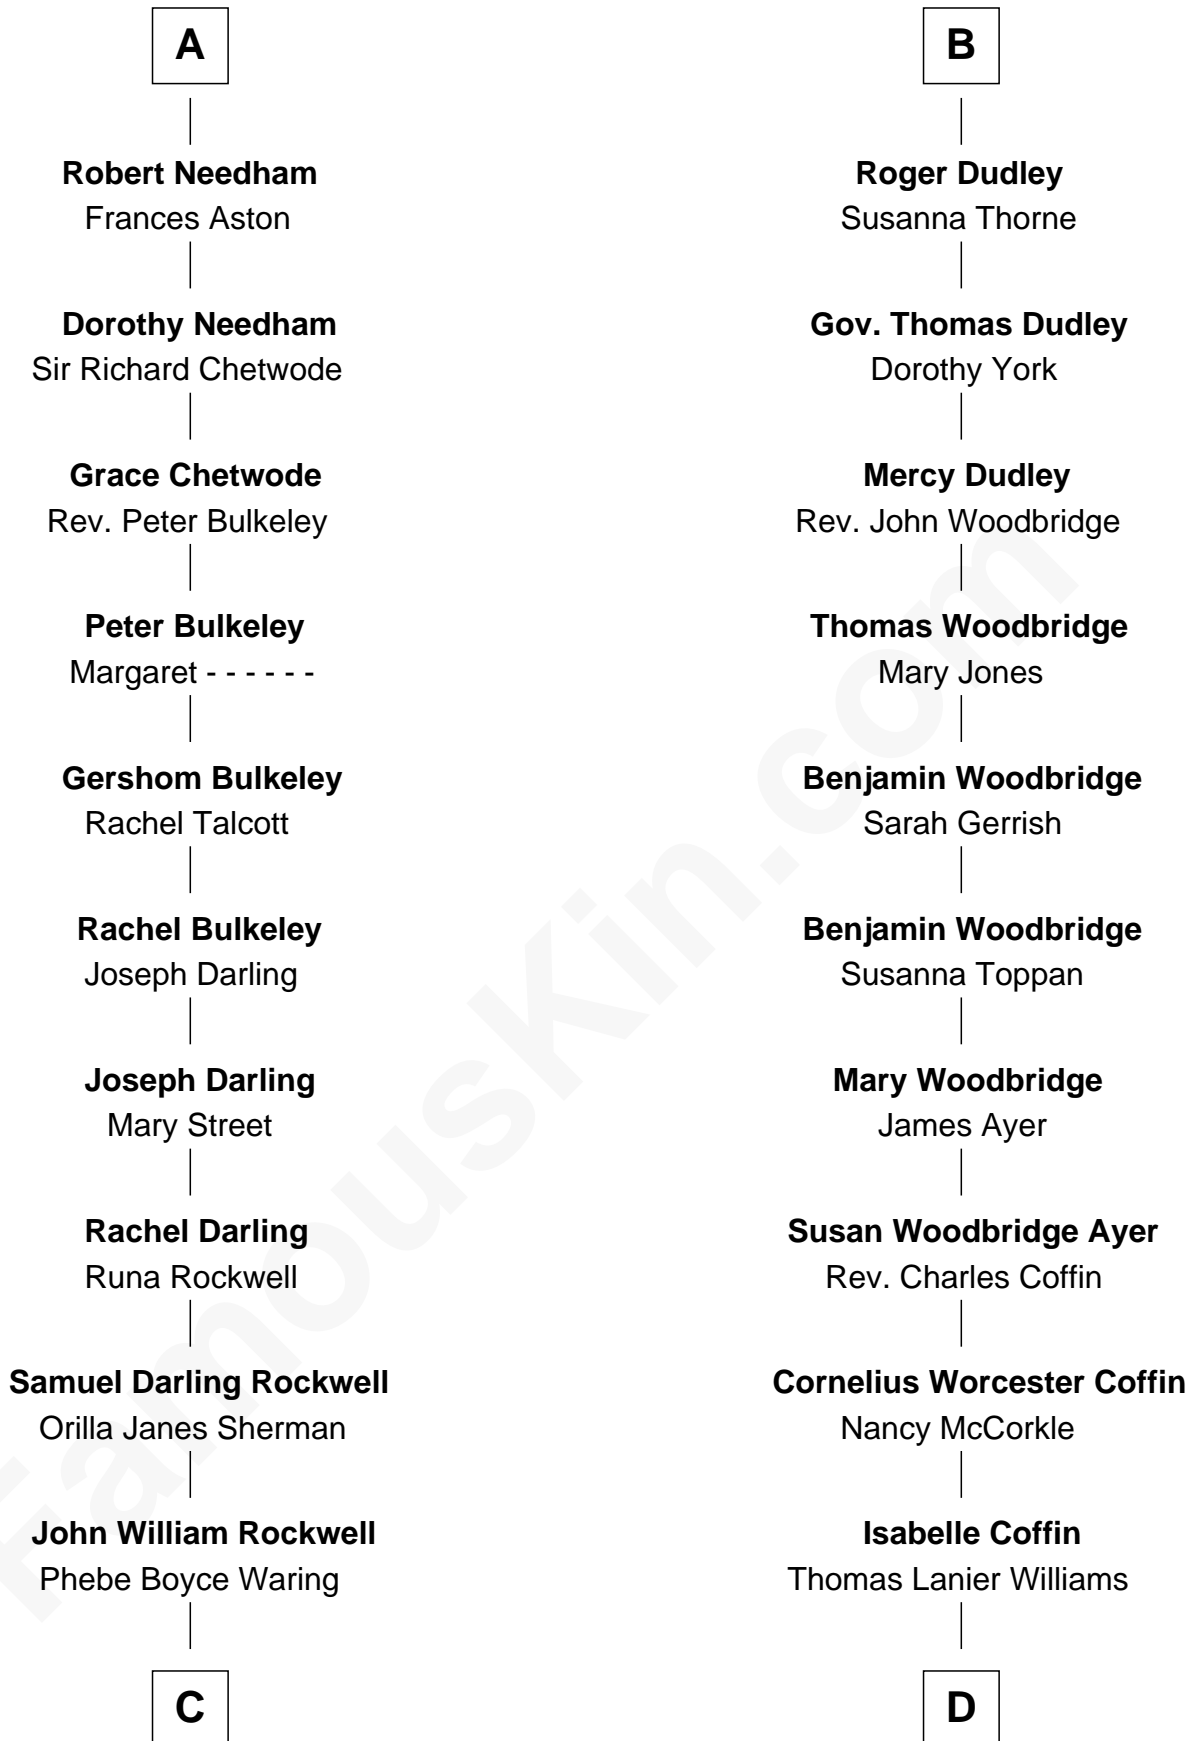 A
Robert Needham
Frances Aston
Dorothy Needham
Sir Richard Chetwode
Grace Chetwode
Rev. Peter Bulkeley
Peter Bulkeley
Margaret - - - - - -
Gershom Bulkeley
Rachel Talcott
Rachel Bulkeley
Joseph Darling
Joseph Darling
Mary Street
Rachel Darling
Runa Rockwell
Samuel Darling Rockwell
Orilla Janes Sherman
John William Rockwell
Phebe Boyce Waring
C
B
Roger Dudley
Susanna Thorne
Gov. Thomas Dudley
Dorothy York
Mercy Dudley
Rev. John Woodbridge
Thomas Woodbridge
Mary Jones
Benjamin Woodbridge
Sarah Gerrish
Benjamin Woodbridge
Susanna Toppan
Mary Woodbridge
James Ayer
Susan Woodbridge Ayer
Rev. Charles Coffin
Cornelius Worcester Coffin
Nancy McCorkle
Isabelle Coffin
Thomas Lanier Williams
D
FamousKin.com